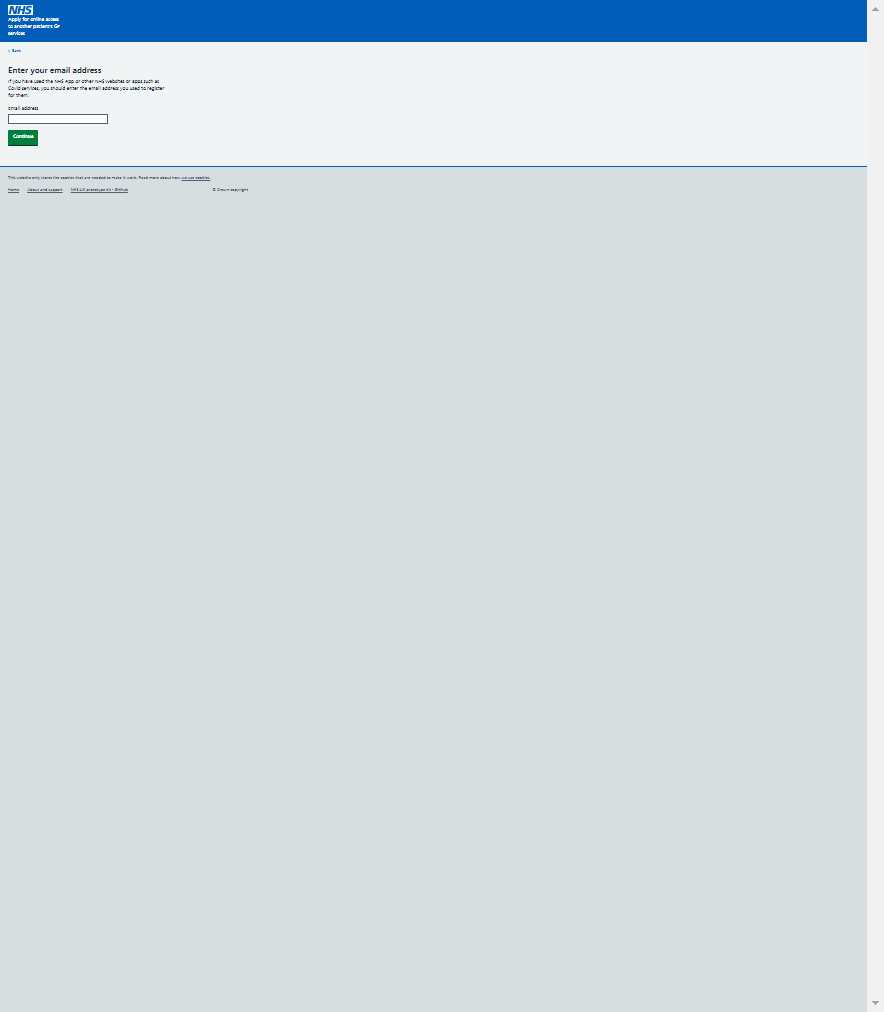 NHS
Apply for online access
to another patient's GP
services
Back
Enter your email address
If you have used the NHS App or other NHS websites or apps such as
Covid services, you should enter the email address you used to register
for them.
Email address
Continue
This website only stores the cookies that are needed to make it work. Read more about how we use cookies.
Home About and support NHS.UK prototype kit - GitHub © Crown copyright